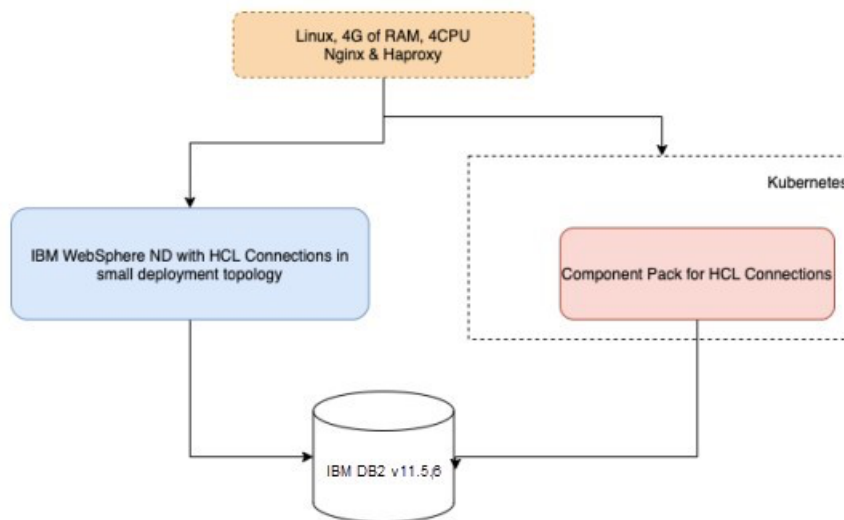 Linux, 4G of RAM, 4CPU
Nginx & Haproxy
Kubernetes
IBM WebSphere ND with HCL Connections in
small deployment topology
Component Pack for HCL Connections
IBM DB2 v11.5,6